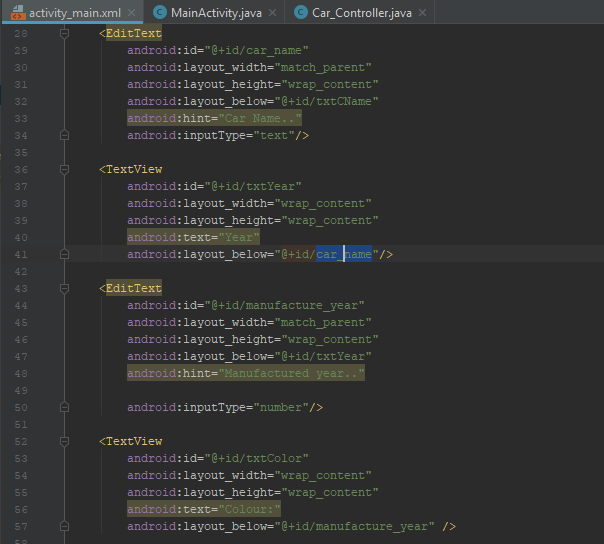 activity_main.xml MainActivity.java Car_Controller.java
28 <EditText
29 android:id="@+id/car_name"
30 android:layout_width="match_parent"
31 android:layout_height="wrap_content"
32 android:layout_below="@+id/txtCName"
33 android:hint="Car Name.."
34 android:inputType="text"/>
35
36 <TextView
37 android:id="@+id/txtYear"
38 android:layout_width="wrap_content"
39 android:layout_height="wrap_content"
40 android:text="Year"
41 android:layout_below="@+id/car_name"/>
42
43 <EditText
44 android:id="@+id/manufacture_year"
45 android:layout_width="match_parent"
46 android:layout_height="wrap_content"
47 android:layout_below="@+id/txtYear"
48 android:hint="Manufactured year.."
49
50 android:inputType="number"/>
51
52 <TextView
53 android:id="@+id/txtColor"
54 android:layout_width="wrap_content"
55 android:layout_height="wrap_content"
56 android:text="Colour:"
57 android:layout_below="@+id/manufacture_year" />
58